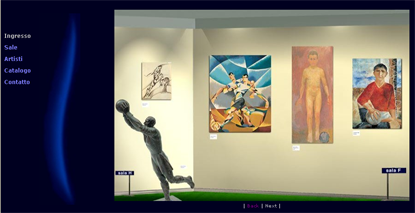 Ingresso
Sale
Artisti
Catalogo
Contatto
sala H
sala F
| Back | Next |